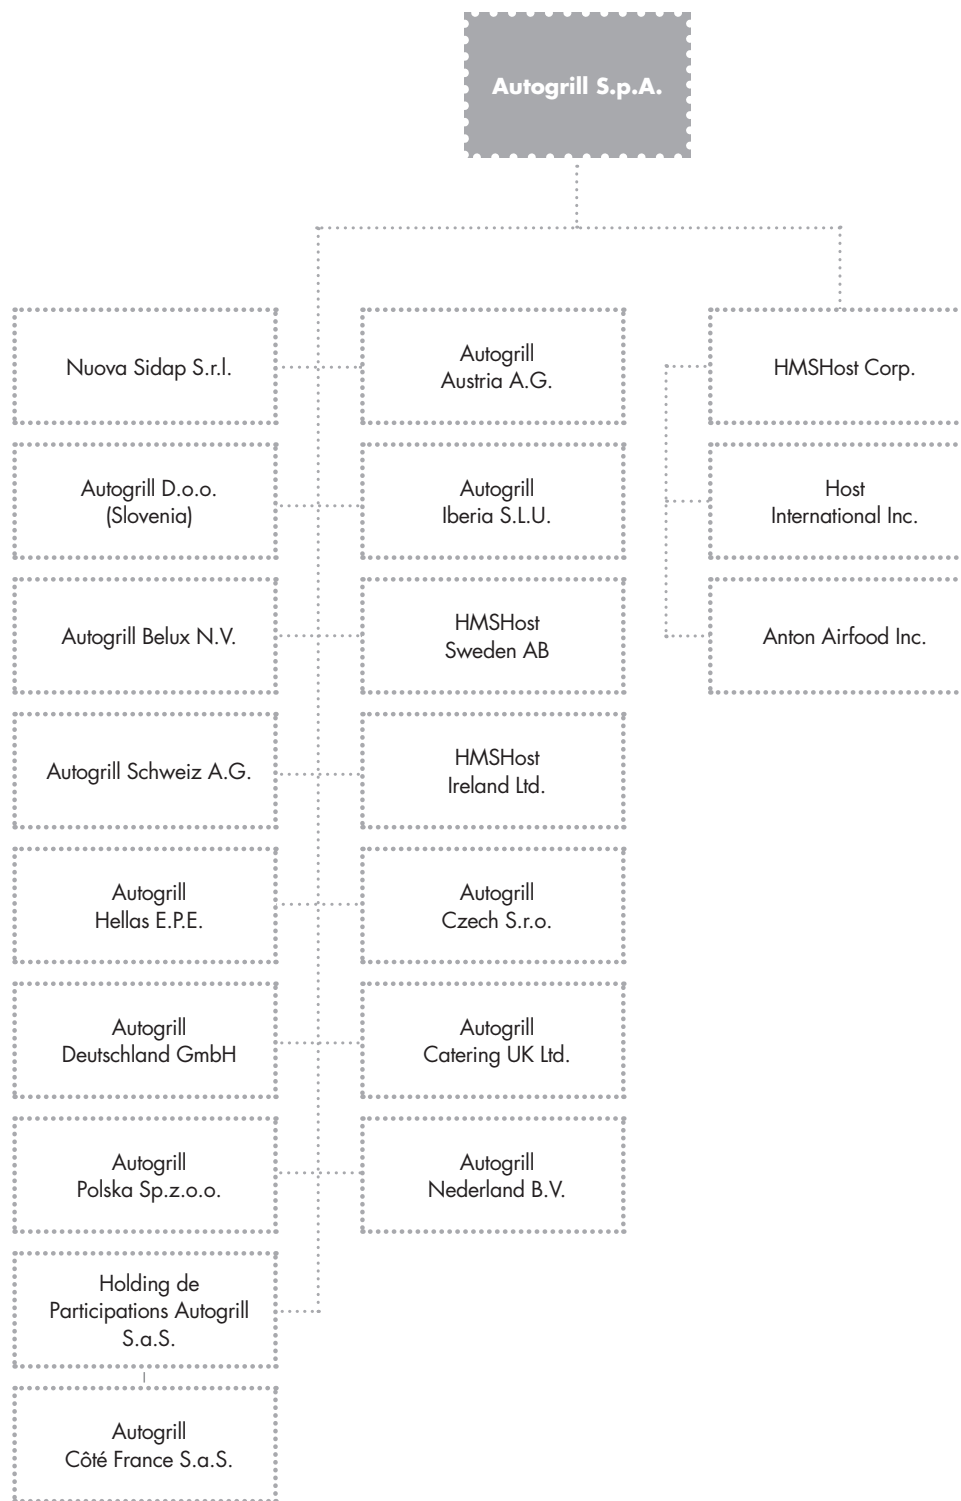 Autogrill S.p.A.
Nuova Sidap S.r.l.
Autogrill
Austria A.G.
HMSHost Corp.
Autogrill D.o.o.
(Slovenia)
Autogrill
Iberia S.L.U.
Host
International Inc.
Autogrill Belux N.V.
HMSHost
Sweden AB
Anton Airfood Inc.
Autogrill Schweiz A.G.
HMSHost
Ireland Ltd.
Autogrill
Hellas E.P.E.
Autogrill
Czech S.r.o.
Autogrill
Deutschland GmbH
Autogrill
Catering UK Ltd.
Autogrill
Polska Sp.z.o.o.
Autogrill
Nederland B.V.
Holding de
Participations Autogrill
S.a.S.
Autogrill
Côté France S.a.S.